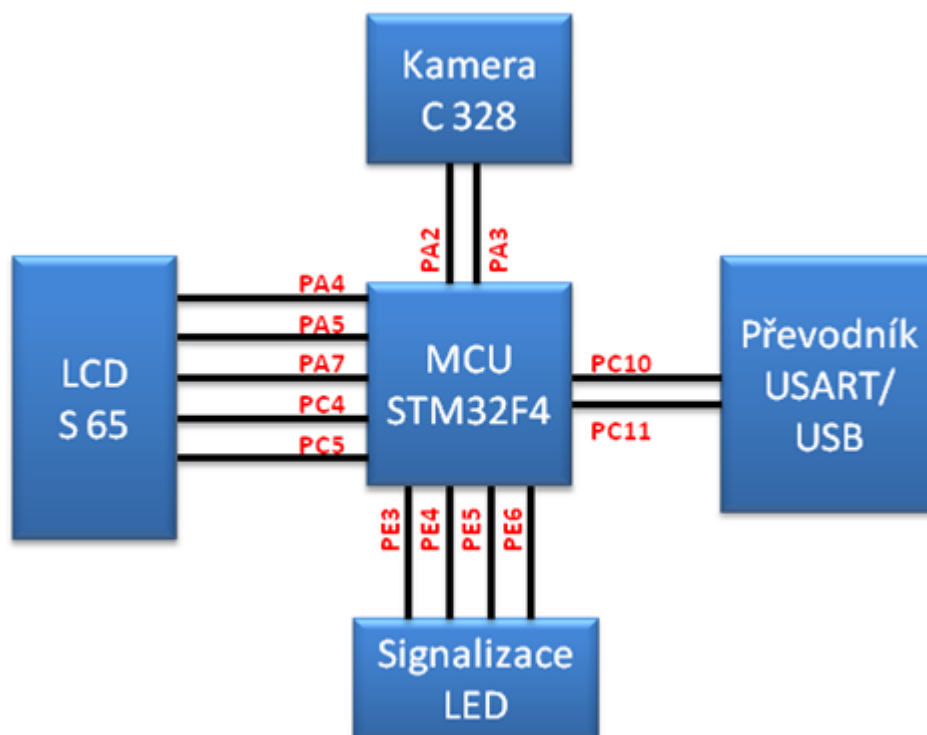 Kamera
C 328
PA2
PA3
LCD
S 65
PA4
PA5
PA7
PC4
PC5
MCU
STM32F4
PC10
PC11
Převodník
USART/
USB
PE3
PE4
PE5
PE6
Signalizace
LED